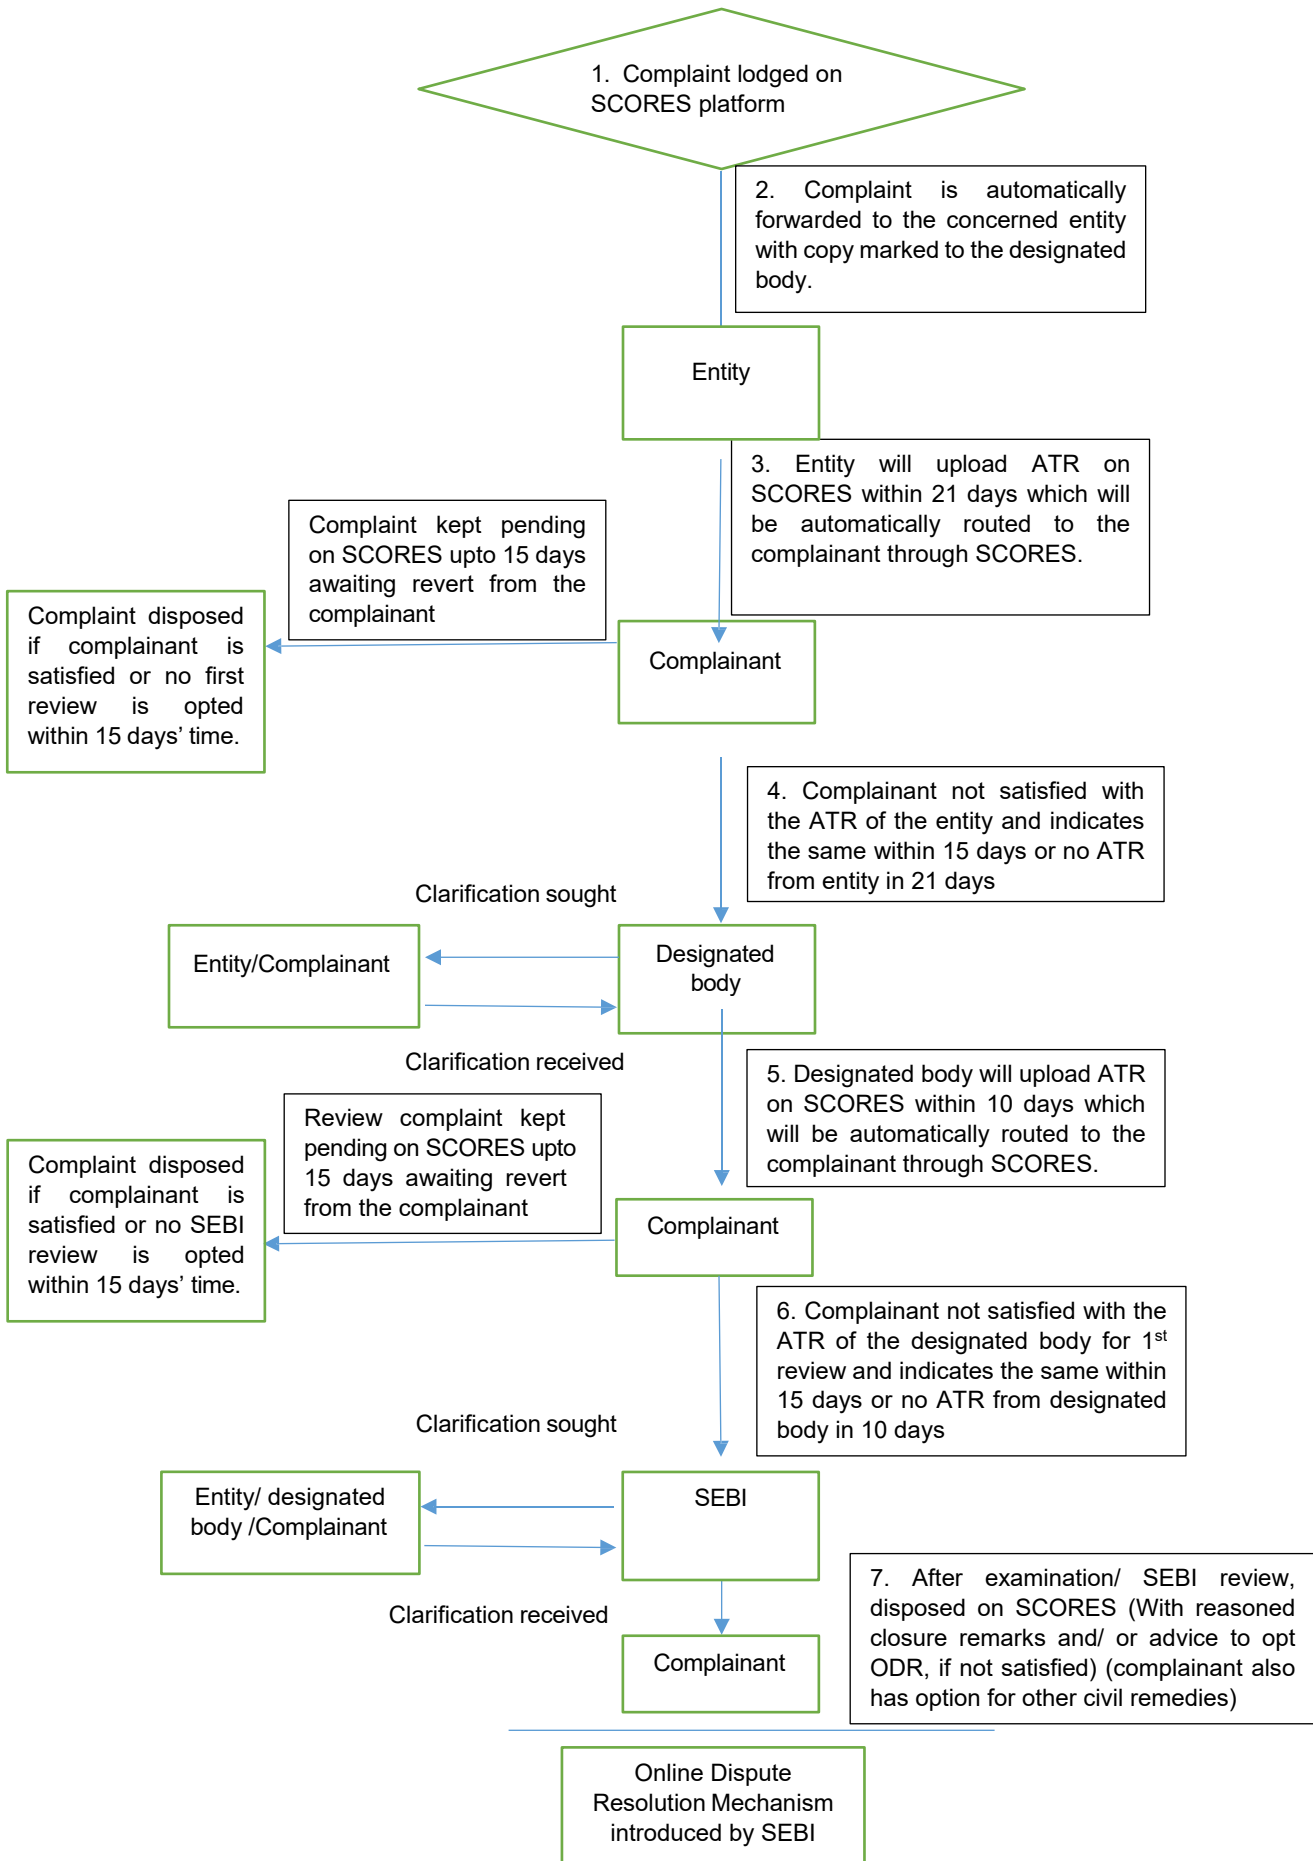 1. Complaint lodged on
SCORES platform
2. Complaint is automatically
forwarded to the concerned entity
with copy marked to the designated
body.
Entity
3. Entity will upload ATR on
SCORES within 21 days which will
be automatically routed to the
complainant through SCORES.
Complaint kept pending
on SCORES upto 15 days
awaiting revert from the
complainant
Complaint disposed
if complainant is
satisfied or no first
review is opted
within 15 days’ time.
Complainant
4. Complainant not satisfied with
the ATR of the entity and indicates
the same within 15 days or no ATR
from entity in 21 days
Clarification sought
Entity/Complainant
Designated
body
Clarification received
5. Designated body will upload ATR
on SCORES within 10 days which
will be automatically routed to the
complainant through SCORES.
Review complaint kept
pending on SCORES upto
15 days awaiting revert
from the complainant
Complaint disposed
if complainant is
satisfied or no SEBI
review is opted
within 15 days’ time.
Complainant
6. Complainant not satisfied with the
ATR of the designated body for 1st
review and indicates the same within
15 days or no ATR from designated
body in 10 days
Clarification sought
Entity/ designated
body /Complainant
SEBI
Clarification received
7. After examination/ SEBI review,
disposed on SCORES (With reasoned
closure remarks and/ or advice to opt
ODR, if not satisfied) (complainant also
has option for other civil remedies)
Complainant
Online Dispute
Resolution Mechanism
introduced by SEBI